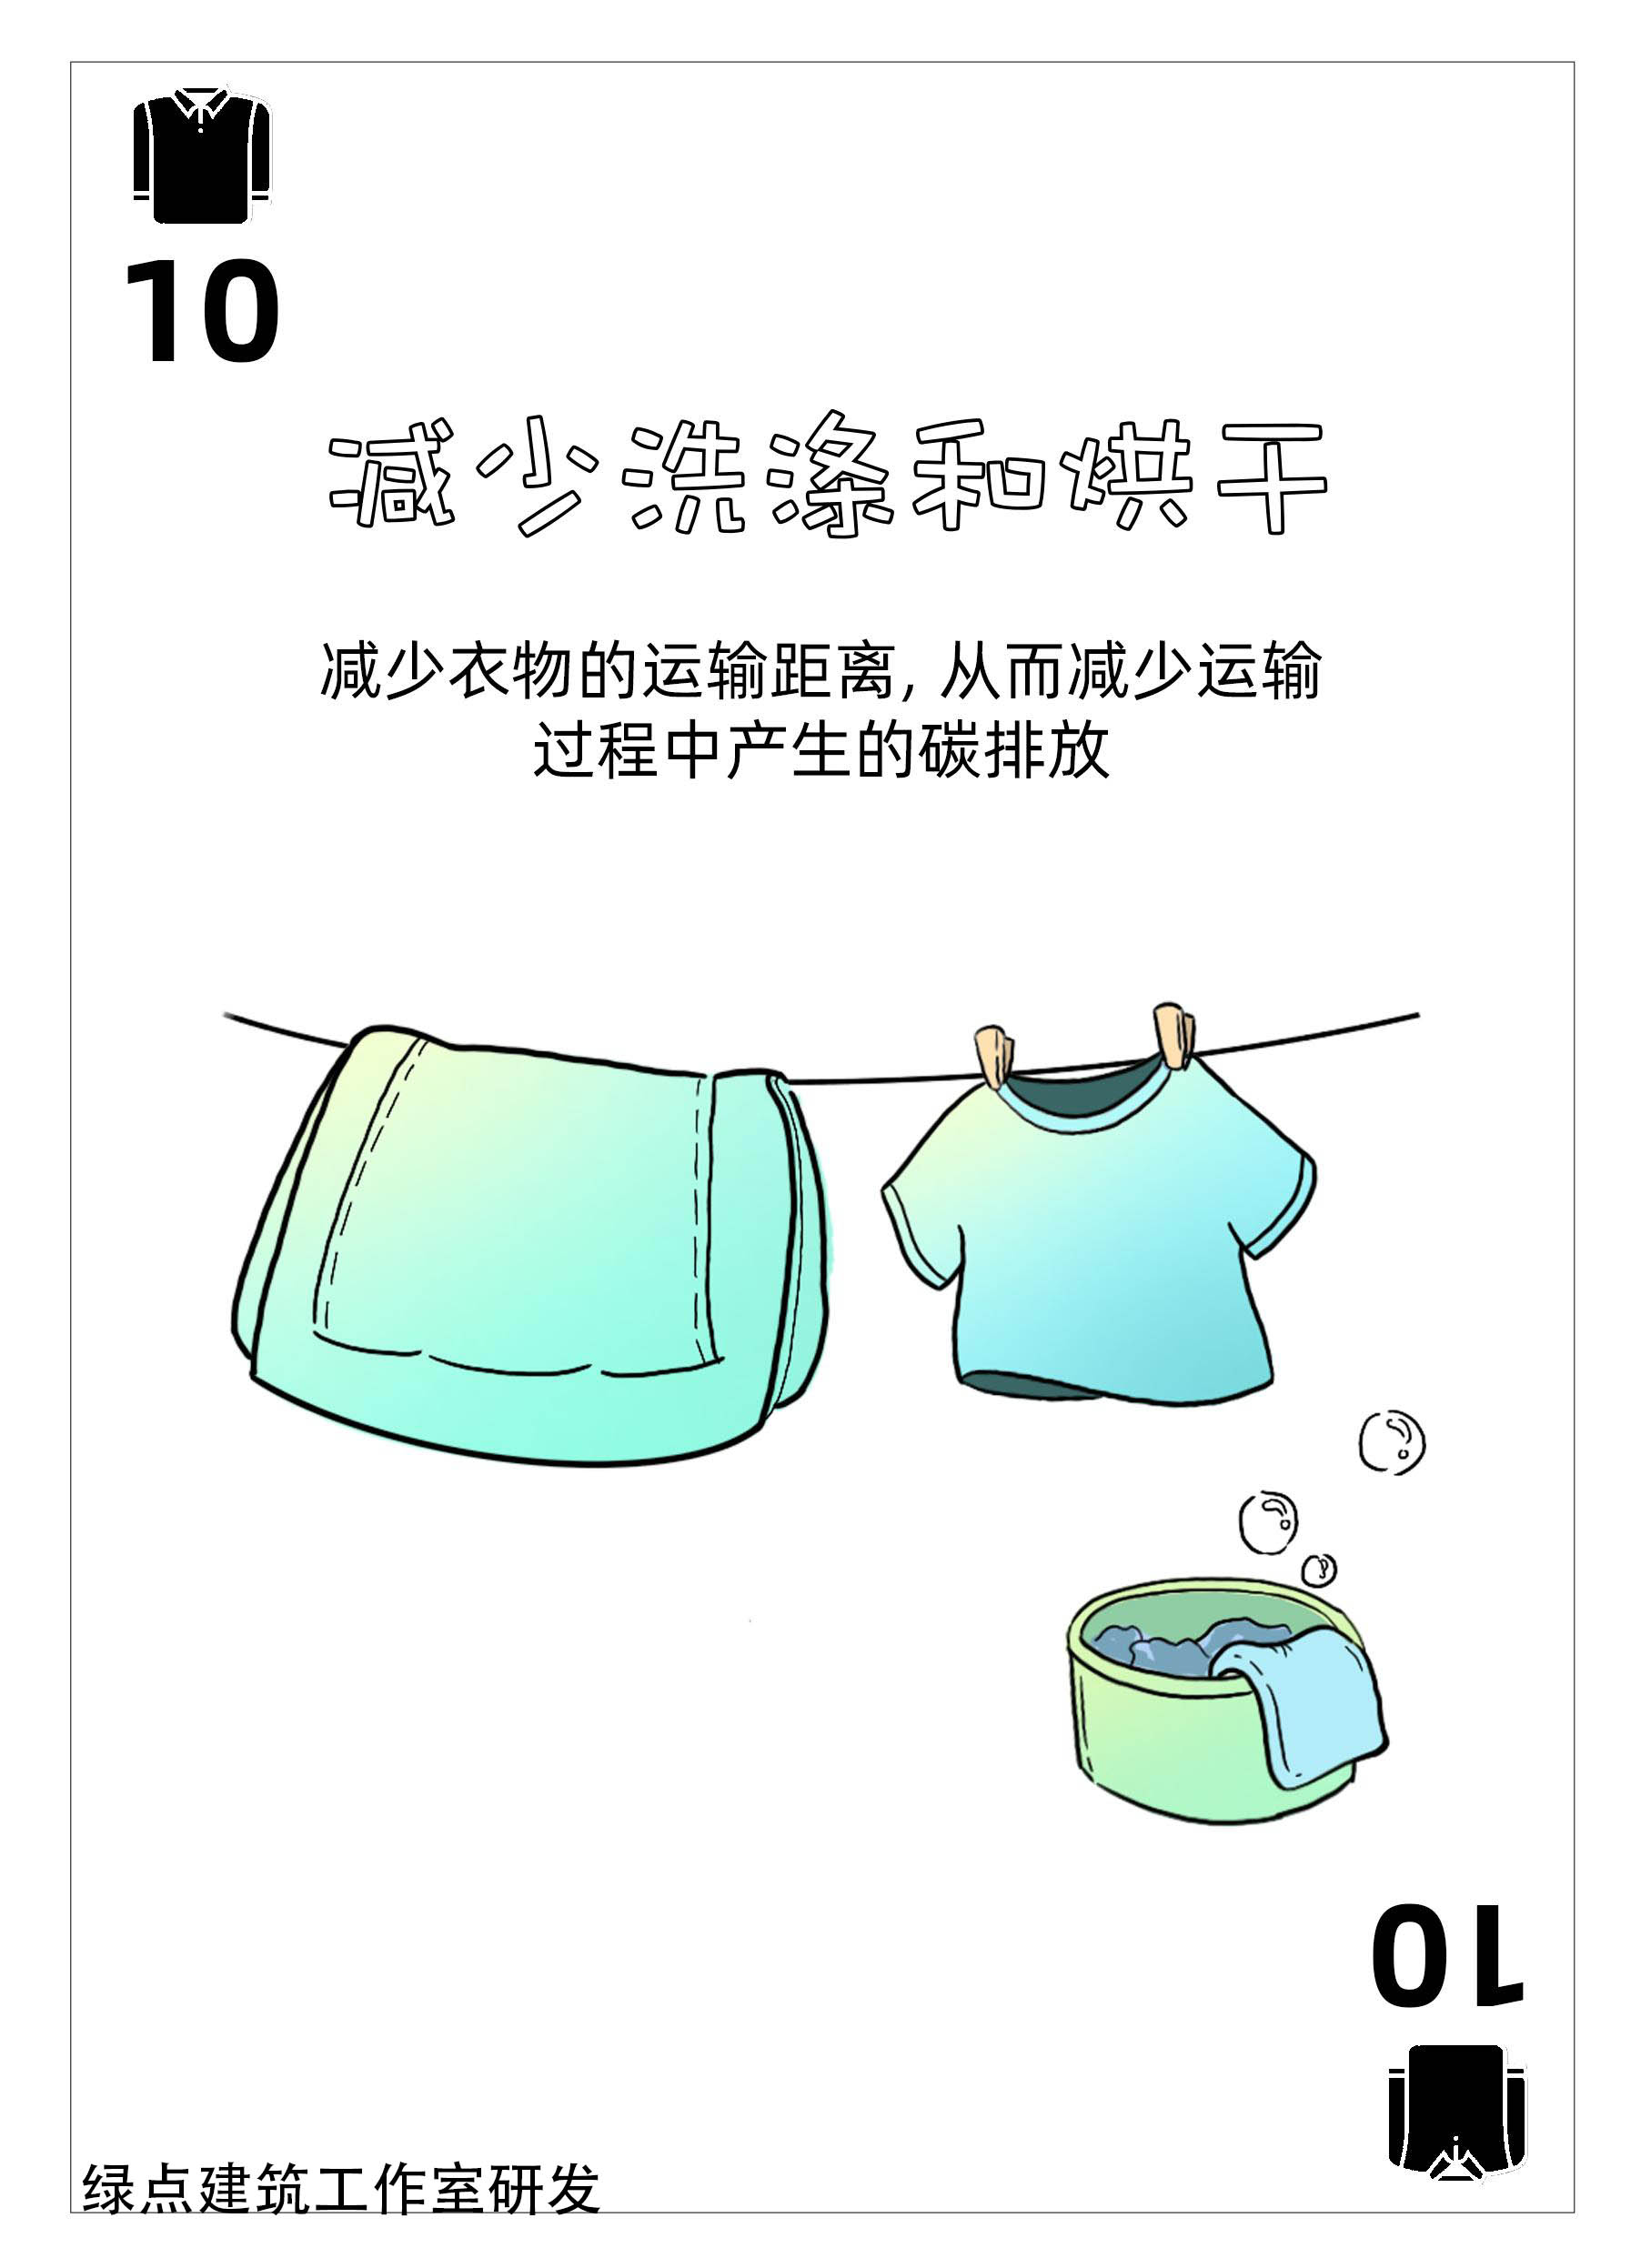 10
减少洗涤和烘干
减少衣物的运输距离, 从而减少运输
过程中产生的碳排放
10
绿点建筑工作室研发